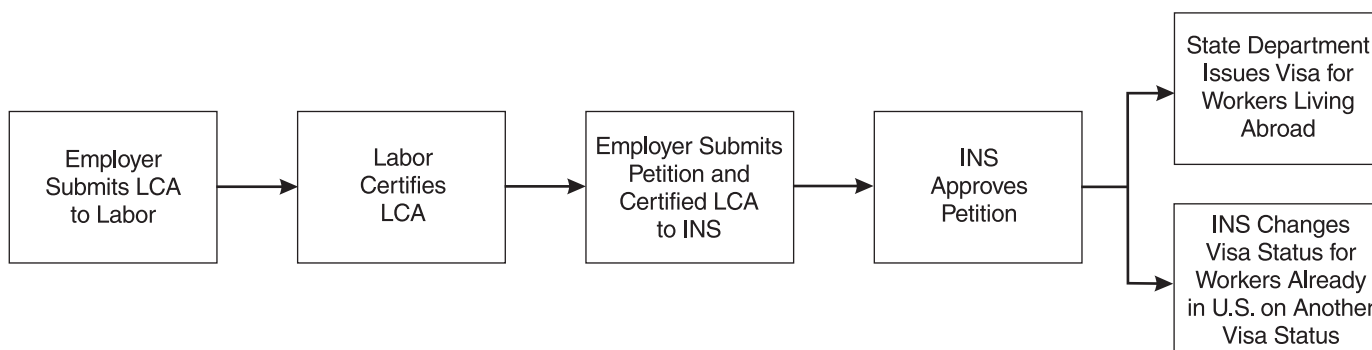 Employer
Submits LCA
to Labor
Labor
Certifies
LCA
Employer Submits
Petition and
Certified LCA
to INS
INS
Approves
Petition
State Department
Issues Visa for
Workers Living
Abroad
INS Changes
Visa Status for
Workers Already
in U.S. on Another
Visa Status